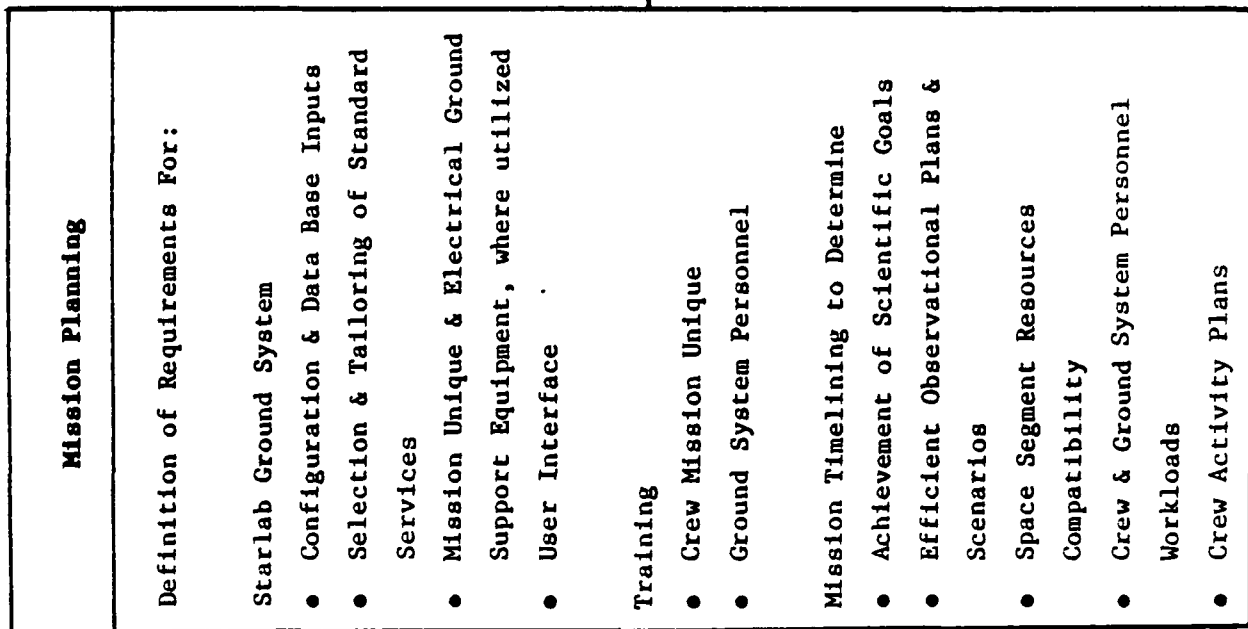 Mission Planning
Definition of Requirements For:
Starlab Ground System
● Configuration & Data Base Inputs
● Selection & Tailoring of Standard
Services
● Mission Unique & Electrical Ground
Support Equipment, where utilized
● User Interface
Training
● Crew Mission Unique
● Ground System Personnel
Mission Timelining to Determine
● Achievement of Scientific Goals
● Efficient Observational Plans &
Scenarios
● Space Segment Resources
Compatibility
● Crew & Ground System Personnel
Workloads
● Crew Activity Plans